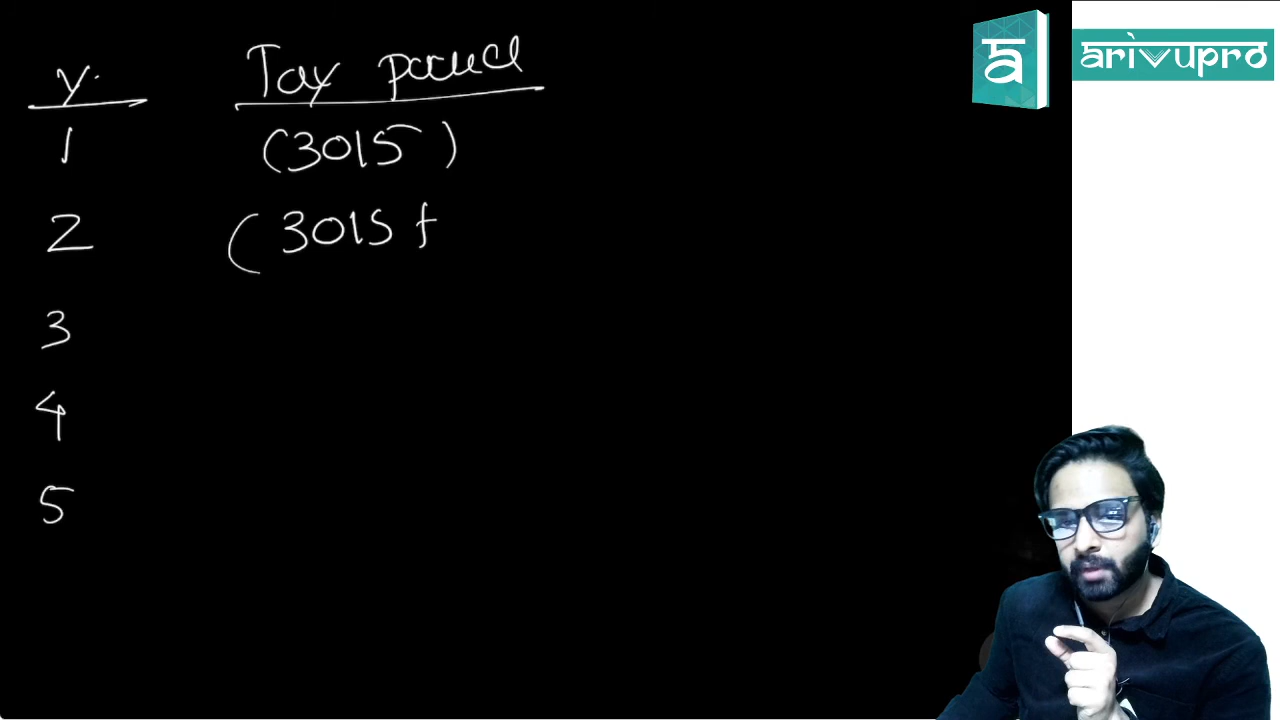 y. Tax paid
1 (3015)
2 (3015 +
3
4
5
a arivupro